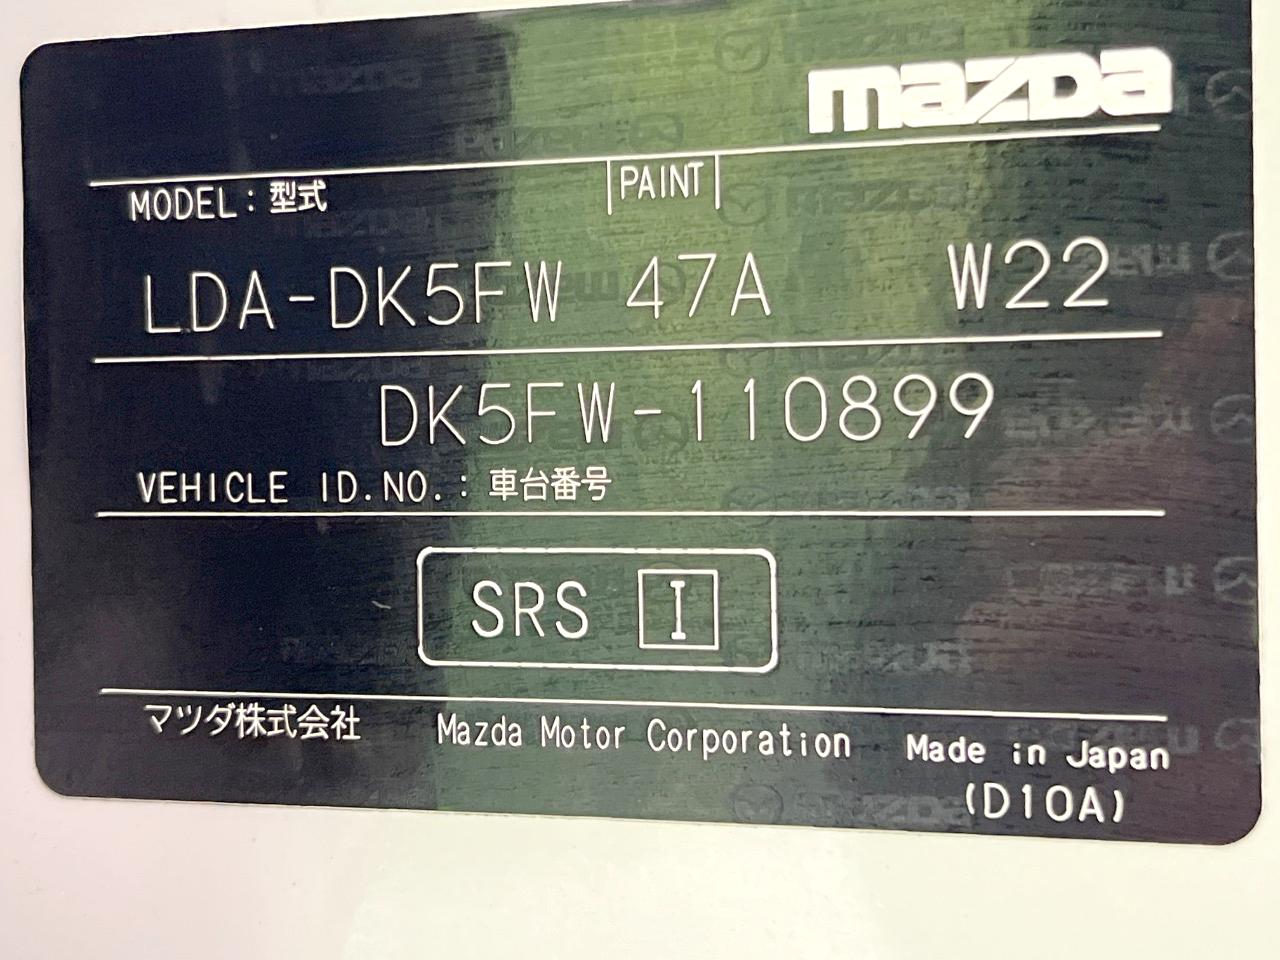 mazda
MODEL: 型式 PAINT
LDA-DK5FW 47A W22
DK5FW-110899
VEHICLE ID.NO.: 車台番号
SRS I
マツダ株式会社 Mazda Motor Corporation Made in Japan
(D10A)